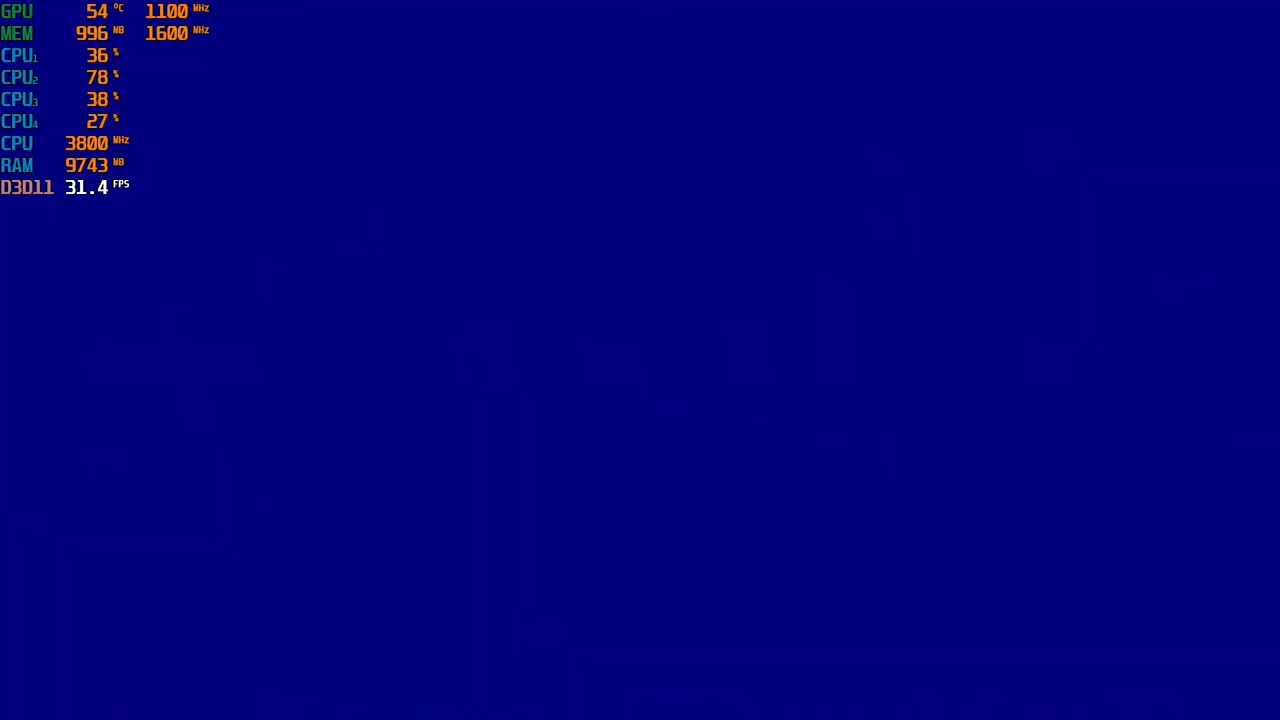 GPU 54 °C 1100 MHz
MEM 996 MB 1600 MHz
CPU1 36 %
CPU2 78 %
CPU3 38 %
CPU4 27 %
CPU 3800 MHz
RAM 9743 MB
D3D11 31.4 FPS